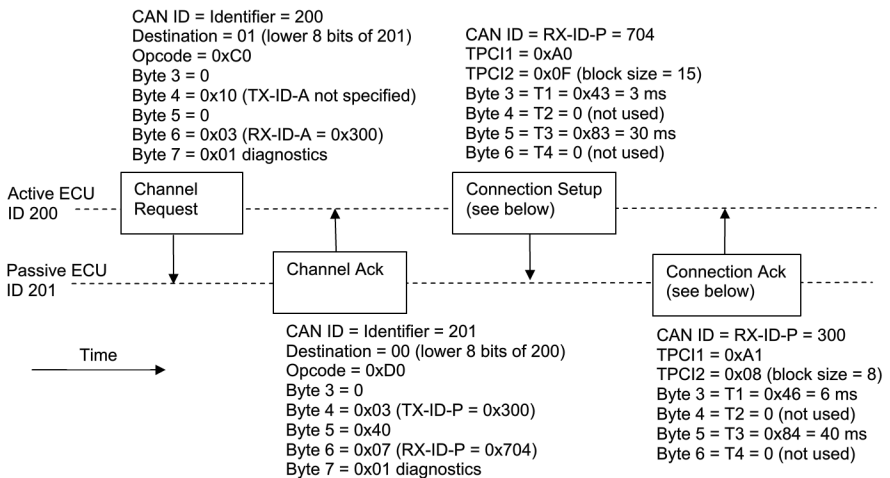 CAN ID = Identifier = 200
Destination = 01 (lower 8 bits of 201)
Opcode = 0xC0
Byte 3 = 0
Byte 4 = 0x10 (TX-ID-A not specified)
Byte 5 = 0
Byte 6 = 0x03 (RX-ID-A = 0x300)
Byte 7 = 0x01 diagnostics
CAN ID = RX-ID-P = 704
TPCI1 = 0xA0
TPCI2 = 0x0F (block size = 15)
Byte 3 = T1 = 0x43 = 3 ms
Byte 4 = T2 = 0 (not used)
Byte 5 = T3 = 0x83 = 30 ms
Byte 6 = T4 = 0 (not used)
Active ECU
ID 200
Channel
Request
Connection Setup
(see below)
Passive ECU
ID 201
Channel Ack
Connection Ack
(see below)
Time
CAN ID = Identifier = 201
Destination = 00 (lower 8 bits of 200)
Opcode = 0xD0
Byte 3 = 0
Byte 4 = 0x03 (TX-ID-P = 0x300)
Byte 5 = 0x40
Byte 6 = 0x07 (RX-ID-P = 0x704)
Byte 7 = 0x01 diagnostics
CAN ID = RX-ID-P = 300
TPCI1 = 0xA1
TPCI2 = 0x08 (block size = 8)
Byte 3 = T1 = 0x46 = 6 ms
Byte 4 = T2 = 0 (not used)
Byte 5 = T3 = 0x84 = 40 ms
Byte 6 = T4 = 0 (not used)